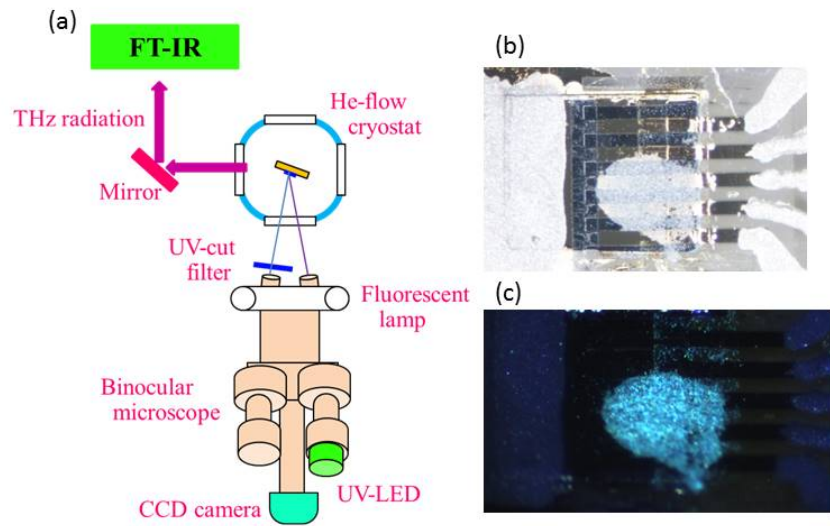 (a)
FT-IR
THz radiation
Mirror
He-flow
cryostat
UV-cut
filter
Fluorescent
lamp
Binocular
microscope
UV-LED
CCD camera
(b)
(c)